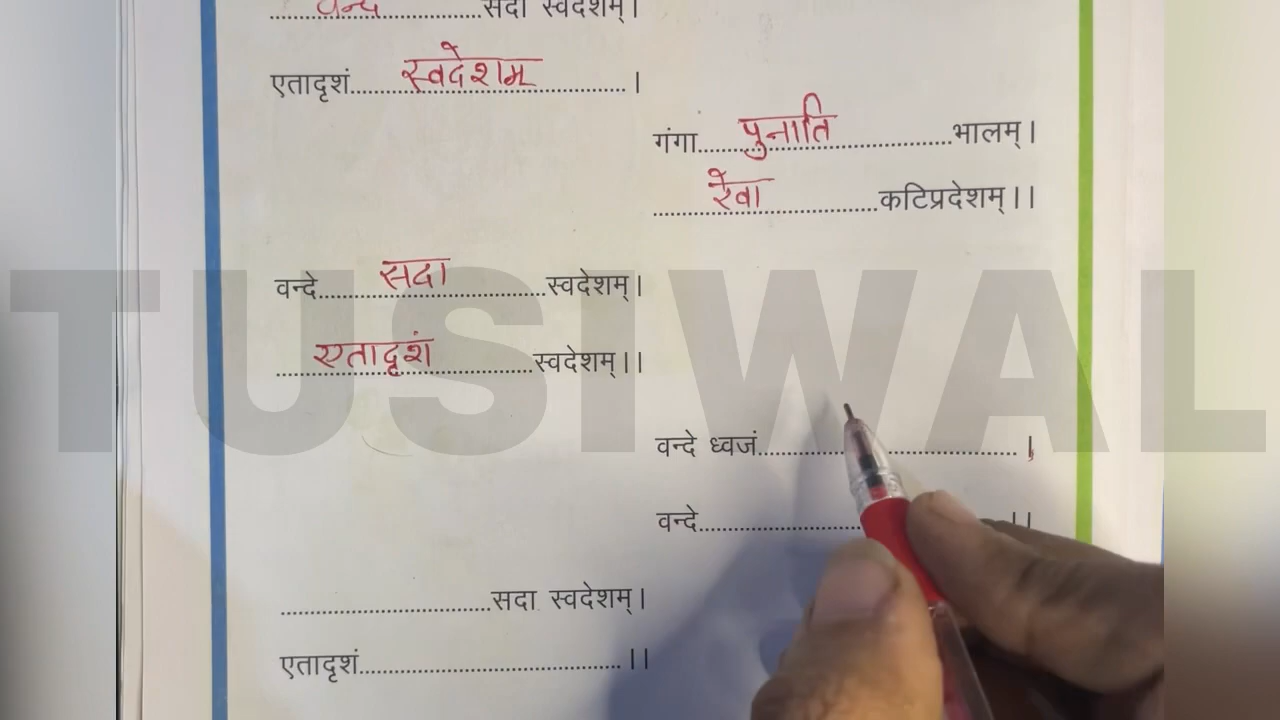 वन्दे सदा स्वदेशम्।
एतादृशं स्वदेशम्।
गंगा पुनाति भालम्।
रेवा कटिप्रदेशम्।।
वन्दे सदा स्वदेशम्।
एतादृशं स्वदेशम्।।
वन्दे ध्वजं।
वन्दे।।
सदा स्वदेशम्।
एतादृशं।।
TUSIWAL